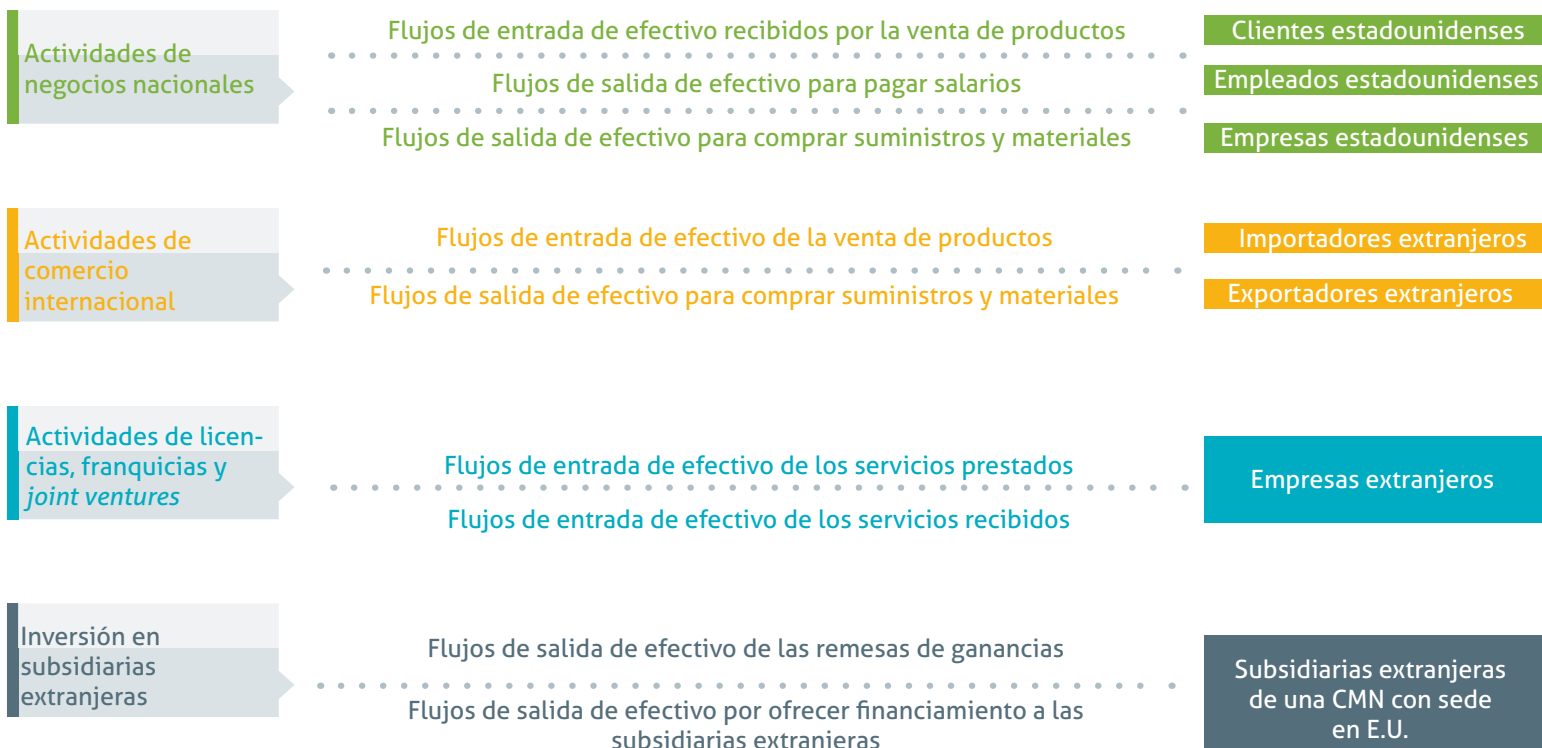 Actividades de
negocios nacionales
Flujos de entrada de efectivo recibidos por la venta de productos
Clientes estadounidenses
Flujos de salida de efectivo para pagar salarios
Empleados estadounidenses
Flujos de salida de efectivo para comprar suministros y materiales
Empresas estadounidenses
Actividades de
comercio
internacional
Flujos de entrada de efectivo de la venta de productos
Importadores extranjeros
Flujos de salida de efectivo para comprar suministros y materiales
Exportadores extranjeros
Actividades de licen-
cias, franquicias y
joint ventures
Flujos de entrada de efectivo de los servicios prestados
Flujos de entrada de efectivo de los servicios recibidos
Empresas extranjeros
Inversión en
subsidiarias
extranjeras
Flujos de salida de efectivo de las remesas de ganancias
Flujos de salida de efectivo por ofrecer financiamiento a las
subsidiarias extranjeras
Subsidiarias extranjeras
de una CMN con sede
en E.U.